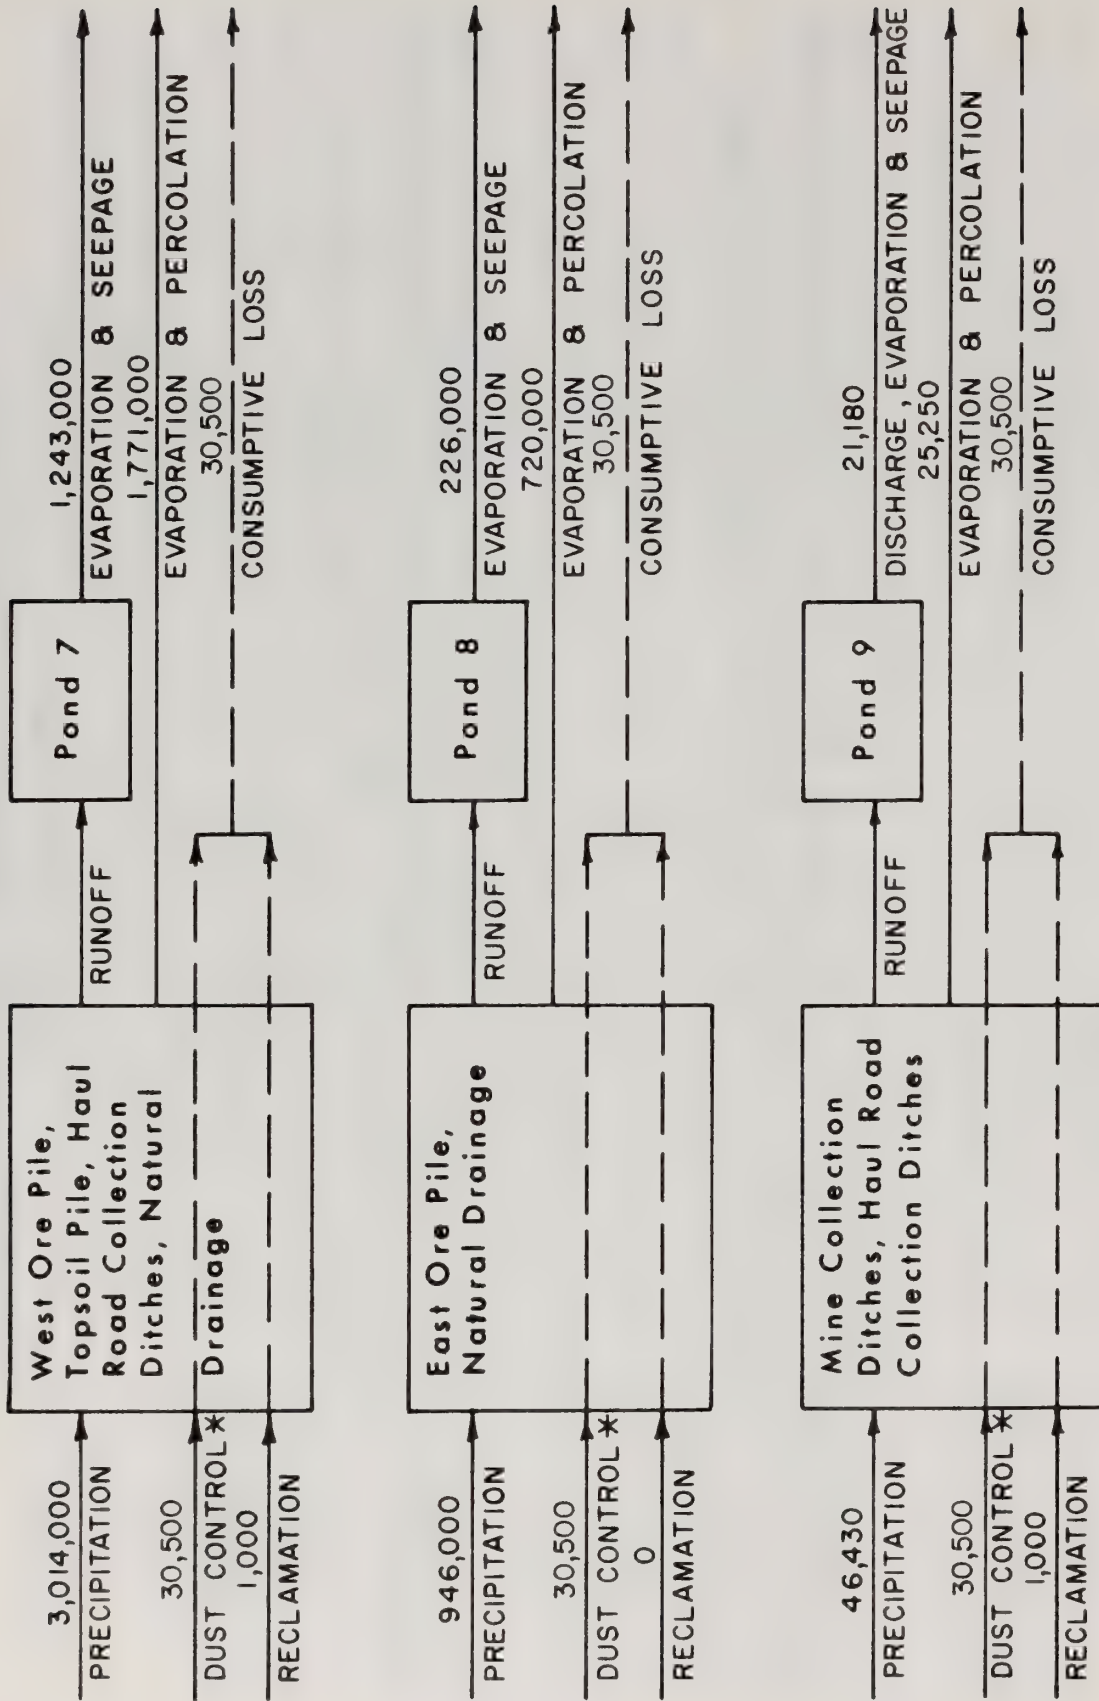 3,014,000
PRECIPITATION
30,500
DUST CONTROL*
1,000
RECLAMATION
West Ore Pile,
Topsoil Pile, Haul
Road Collection
Ditches, Natural
Drainage
RUNOFF
Pond 7
1,243,000
EVAPORATION & SEEPAGE
1,771,000
EVAPORATION & PERCOLATION
30,500
CONSUMPTIVE LOSS
946,000
PRECIPITATION
30,500
DUST CONTROL*
0
RECLAMATION
East Ore Pile,
Natural Drainage
RUNOFF
Pond 8
226,000
EVAPORATION & SEEPAGE
720,000
EVAPORATION & PERCOLATION
30,500
CONSUMPTIVE LOSS
46,430
PRECIPITATION
30,500
DUST CONTROL*
1,000
RECLAMATION
Mine Collection
Ditches, Haul Road
Collection Ditches
RUNOFF
Pond 9
21,180
DISCHARGE, EVAPORATION & SEEPAGE
25,250
EVAPORATION & PERCOLATION
30,500
CONSUMPTIVE LOSS